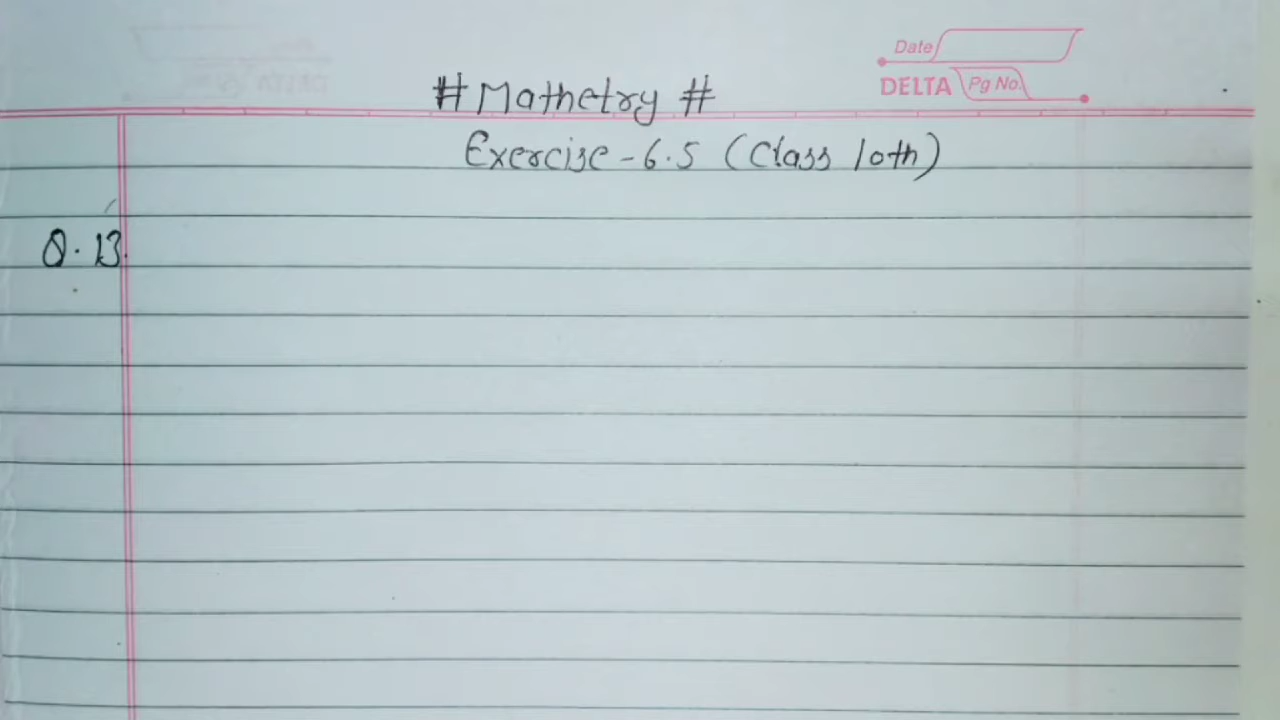 Date
# Mathetry #
DELTA Pg No.
Exercise - 6.5 (Class 10th)
Q. 13.